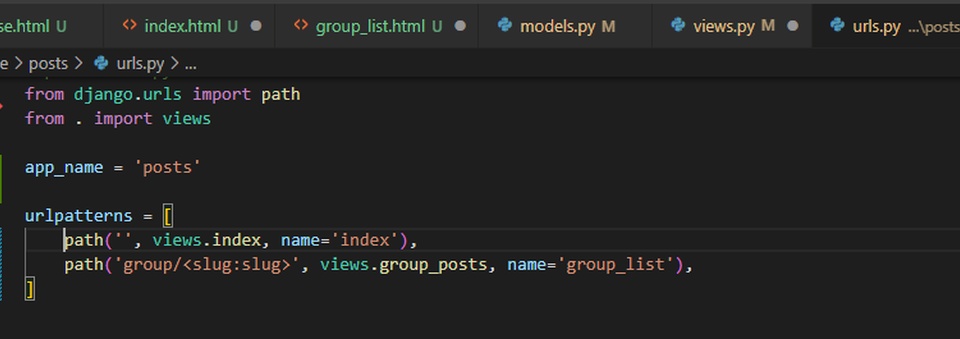 se.html U index.html U group_list.html U models.py M views.py M urls.py ...\posts
e > posts > urls.py > ...
from django.urls import path
from . import views
app_name = 'posts'
urlpatterns = [
path('', views.index, name='index'),
path('group/<slug:slug>', views.group_posts, name='group_list'),
]